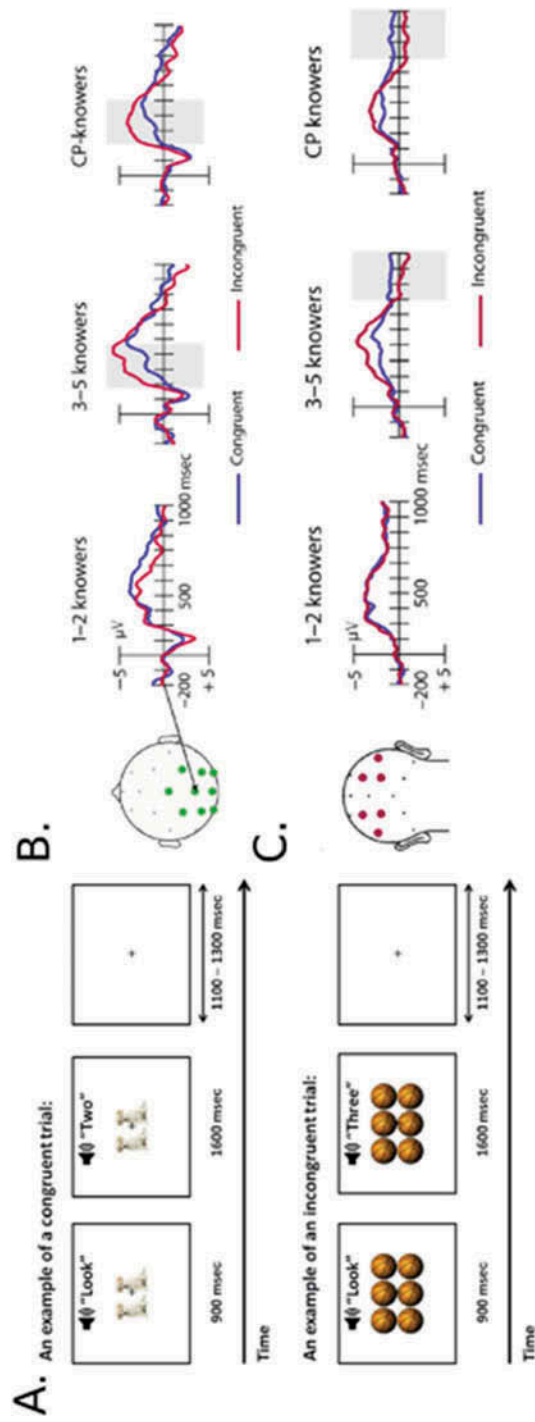 A.
An example of a congruent trial:
"Look"
"Two"
+
900 msec
1600 msec
1100 – 1300 msec
Time
An example of an incongruent trial:
"Look"
"Three"
+
900 msec
1600 msec
1100 – 1300 msec
Time
B.
1–2 knowers
3–5 knowers
CP-knowers
μV
−5
500
1000 msec
−200
+ 5
Congruent
Incongruent
C.
1–2 knowers
3–5 knowers
CP knowers
μV
−5
500
1000 msec
−200
+ 5
Congruent
Incongruent